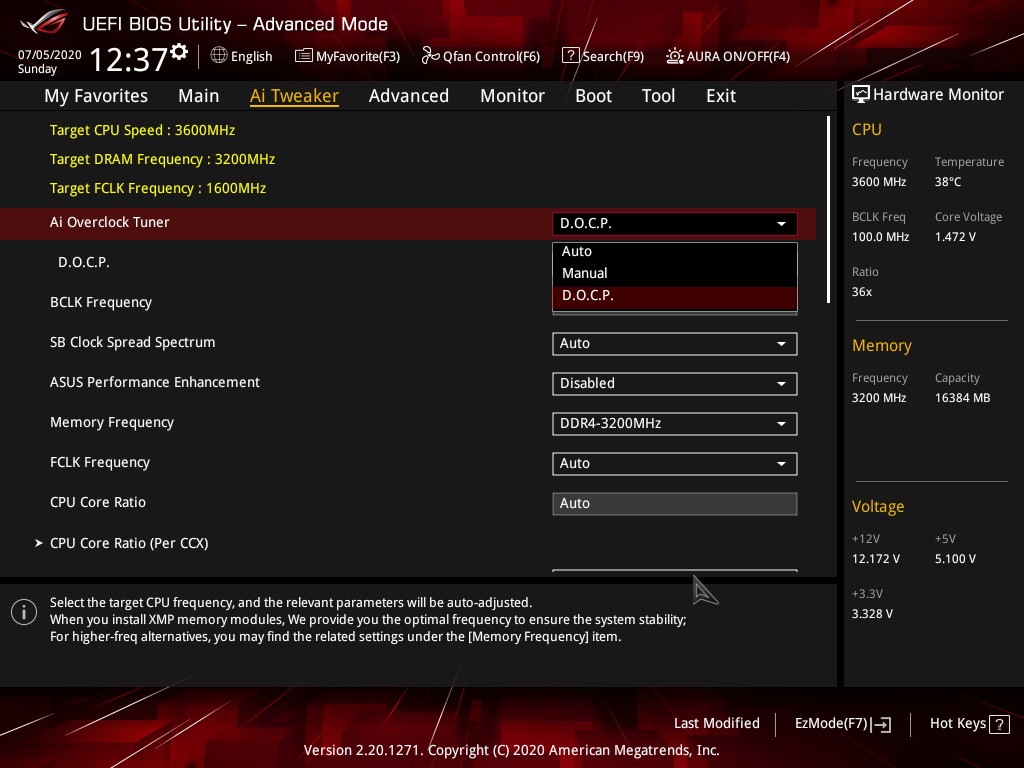 UEFI BIOS Utility – Advanced Mode
07/05/2020
Sunday
12:37
English
MyFavorite(F3)
Qfan Control(F6)
? Search(F9)
AURA ON/OFF(F4)
My Favorites Main Ai Tweaker Advanced Monitor Boot Tool Exit
Target CPU Speed : 3600MHz
Target DRAM Frequency : 3200MHz
Target FCLK Frequency : 1600MHz
Ai Overclock Tuner D.O.C.P.
Auto
Manual
D.O.C.P.
D.O.C.P.
BCLK Frequency
SB Clock Spread Spectrum Auto
ASUS Performance Enhancement Disabled
Memory Frequency DDR4-3200MHz
FCLK Frequency Auto
CPU Core Ratio Auto
CPU Core Ratio (Per CCX)
Select the target CPU frequency, and the relevant parameters will be auto-adjusted.
When you install XMP memory modules, We provide you the optimal frequency to ensure the system stability;
For higher-freq alternatives, you may find the related settings under the [Memory Frequency] item.
Hardware Monitor
CPU
Frequency Temperature
3600 MHz 38°C
BCLK Freq Core Voltage
100.0 MHz 1.472 V
Ratio
36x
Memory
Frequency Capacity
3200 MHz 16384 MB
Voltage
+12V +5V
12.172 V 5.100 V
+3.3V
3.328 V
Last Modified
EzMode(F7)
Hot Keys ?
Version 2.20.1271. Copyright (C) 2020 American Megatrends, Inc.